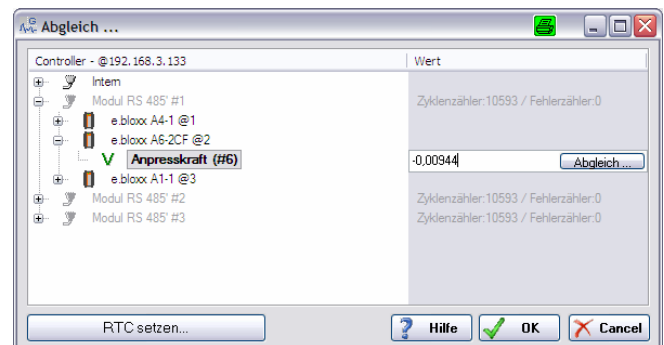 Abgleich ...
Controller - @192.168.3.133 Wert
Intern
Modul RS 485' #1 Zyklenzähler:10593 / Fehlerzähler:0
e.bloxx A4-1 @1
e.bloxx A6-2CF @2
Anpresskraft (#6) -0,00944 Abgleich ...
e.bloxx A1-1 @3
Modul RS 485' #2 Zyklenzähler:10593 / Fehlerzähler:0
Modul RS 485' #3 Zyklenzähler:10593 / Fehlerzähler:0
RTC setzen... Hilfe OK Cancel